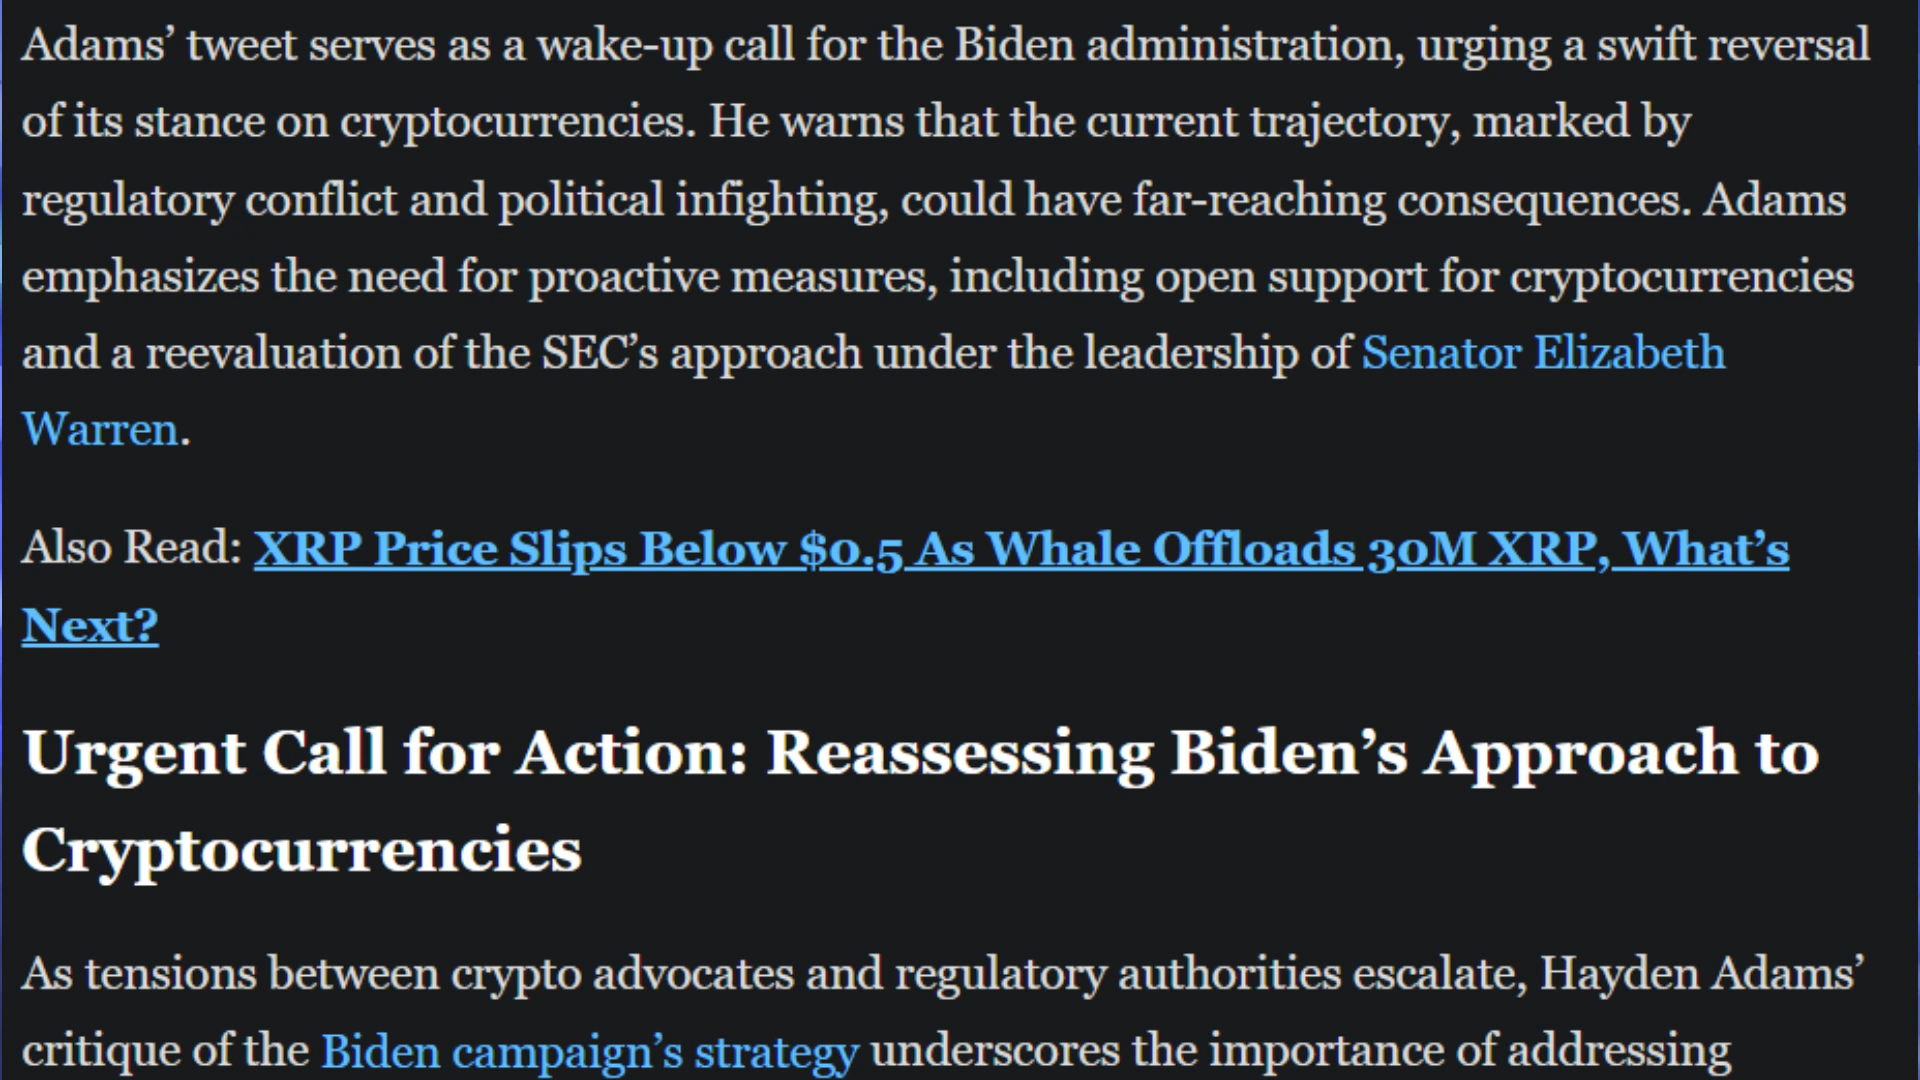 Adams’ tweet serves as a wake-up call for the Biden administration, urging a swift reversal
of its stance on cryptocurrencies. He warns that the current trajectory, marked by
regulatory conflict and political infighting, could have far-reaching consequences. Adams
emphasizes the need for proactive measures, including open support for cryptocurrencies
and a reevaluation of the SEC’s approach under the leadership of Senator Elizabeth
Warren.
Also Read: XRP Price Slips Below $0.5 As Whale Offloads 30M XRP, What’s
Next?
Urgent Call for Action: Reassessing Biden’s Approach to
Cryptocurrencies
As tensions between crypto advocates and regulatory authorities escalate, Hayden Adams’
critique of the Biden campaign’s strategy underscores the importance of addressing